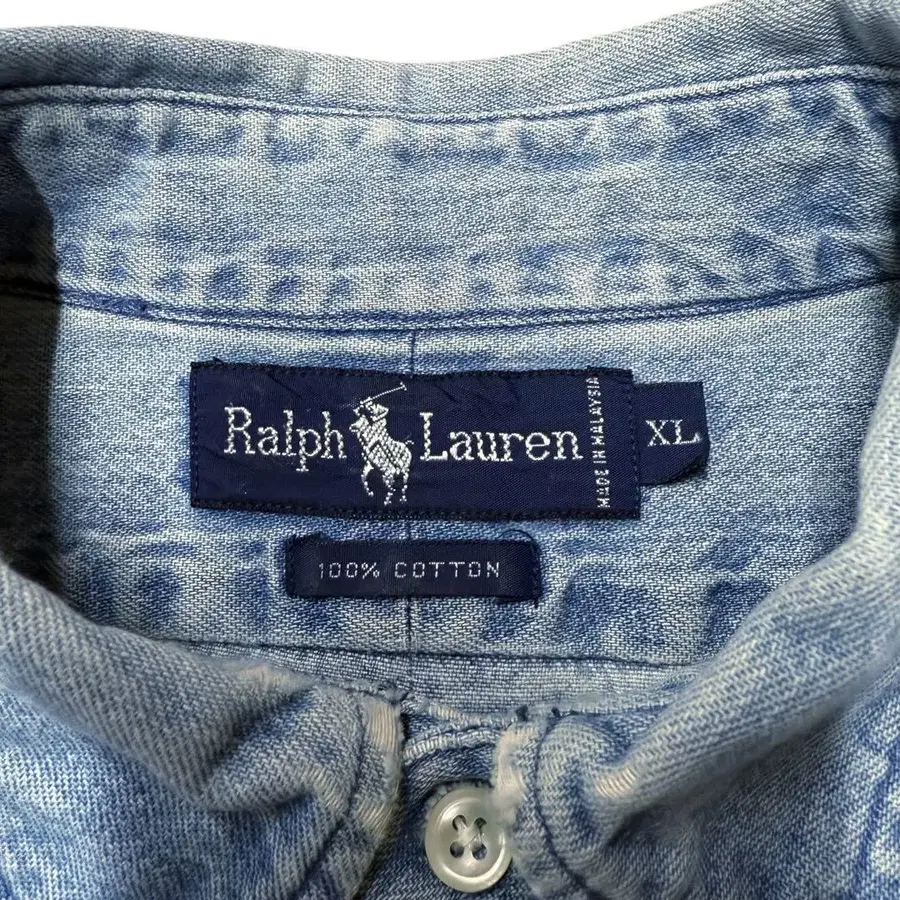 Ralph Lauren
MADE IN MALAYSIA
XL
100% COTTON